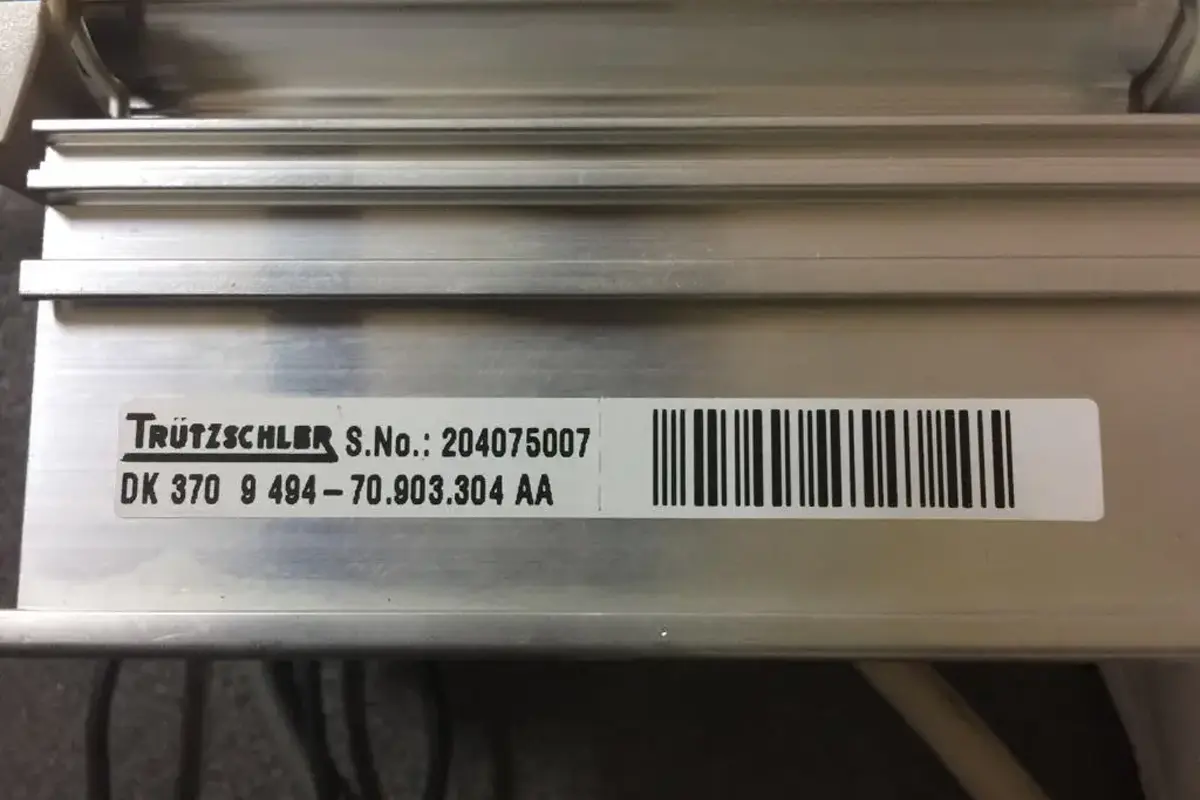 TRÜTZSCHLER S.No.: 204075007
DK 370 9 494-70.903.304 AA